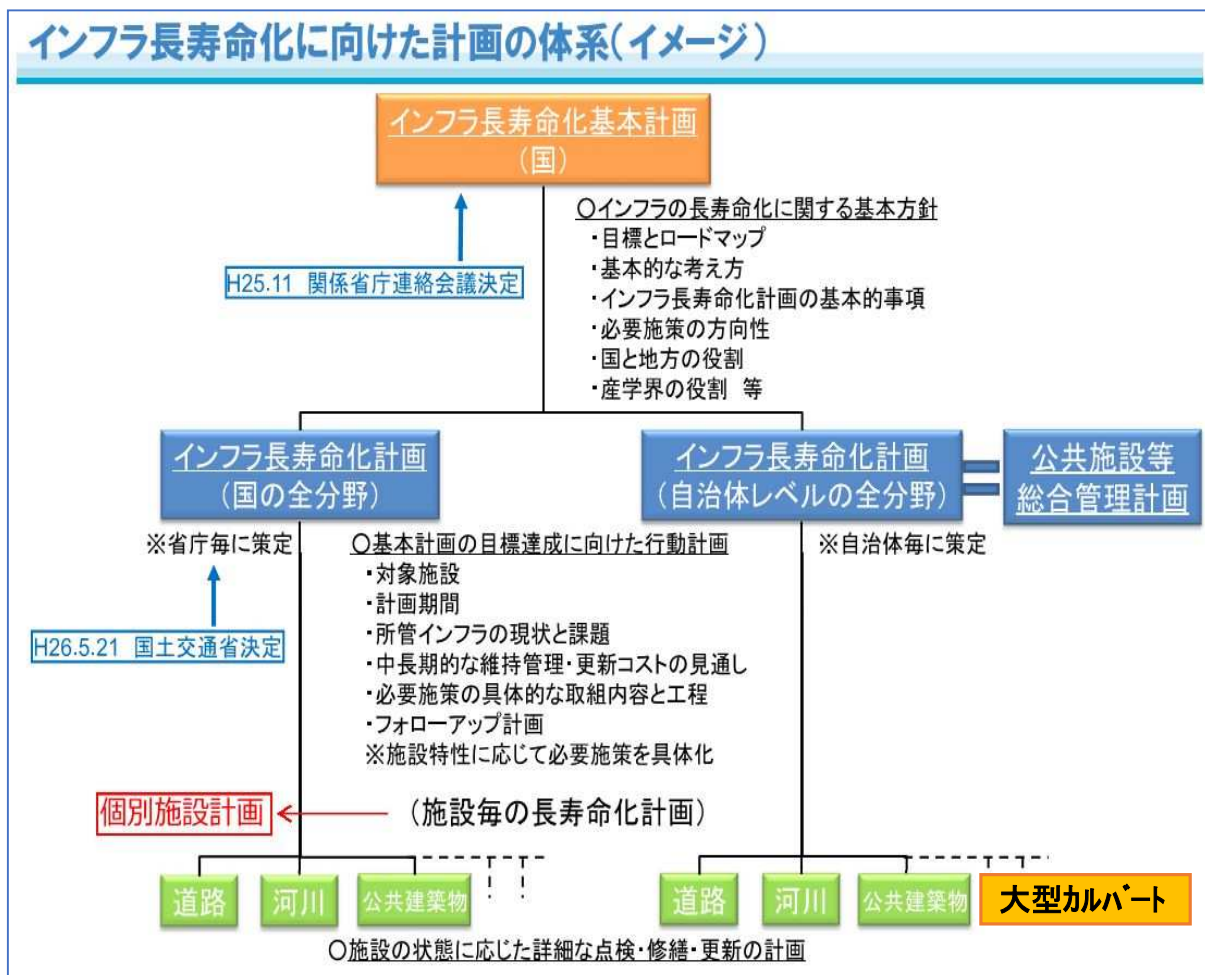 インフラ長寿命化に向けた計画の体系(イメージ)
インフラ長寿命化基本計画
(国)
〇インフラの長寿命化に関する基本方針
・目標とロードマップ
・基本的な考え方
・インフラ長寿命化計画の基本的事項
・必要施策の方向性
・国と地方の役割
・産学界の役割 等
H25.11 関係省庁連絡会議決定
インフラ長寿命化計画
(国の全分野)
インフラ長寿命化計画
(自治体レベルの全分野)
公共施設等
総合管理計画
※省庁毎に策定
〇基本計画の目標達成に向けた行動計画
※自治体毎に策定
・対象施設
・計画期間
・所管インフラの現状と課題
・中長期的な維持管理・更新コストの見通し
・必要施策の具体的な取組内容と工程
・フォローアップ計画
※施設特性に応じて必要施策を具体化
H26.5.21 国土交通省決定
個別施設計画
(施設毎の長寿命化計画)
道路
河川
公共建築物
道路
河川
公共建築物
大型カルバート
〇施設の状態に応じた詳細な点検・修繕・更新の計画